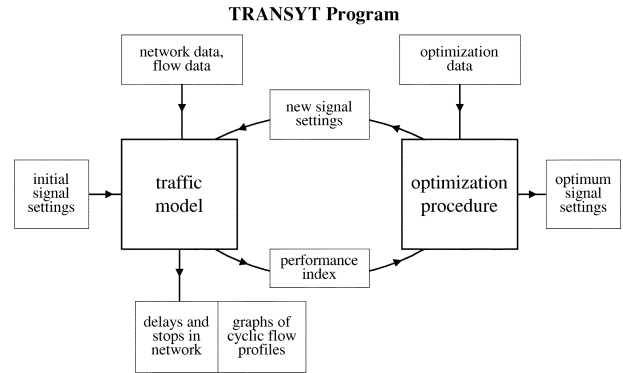 TRANSYT Program
network data,
flow data
optimization
data
new signal
settings
initial
signal
settings
traffic
model
optimization
procedure
optimum
signal
settings
performance
index
delays and
stops in
network
graphs of
cyclic flow
profiles